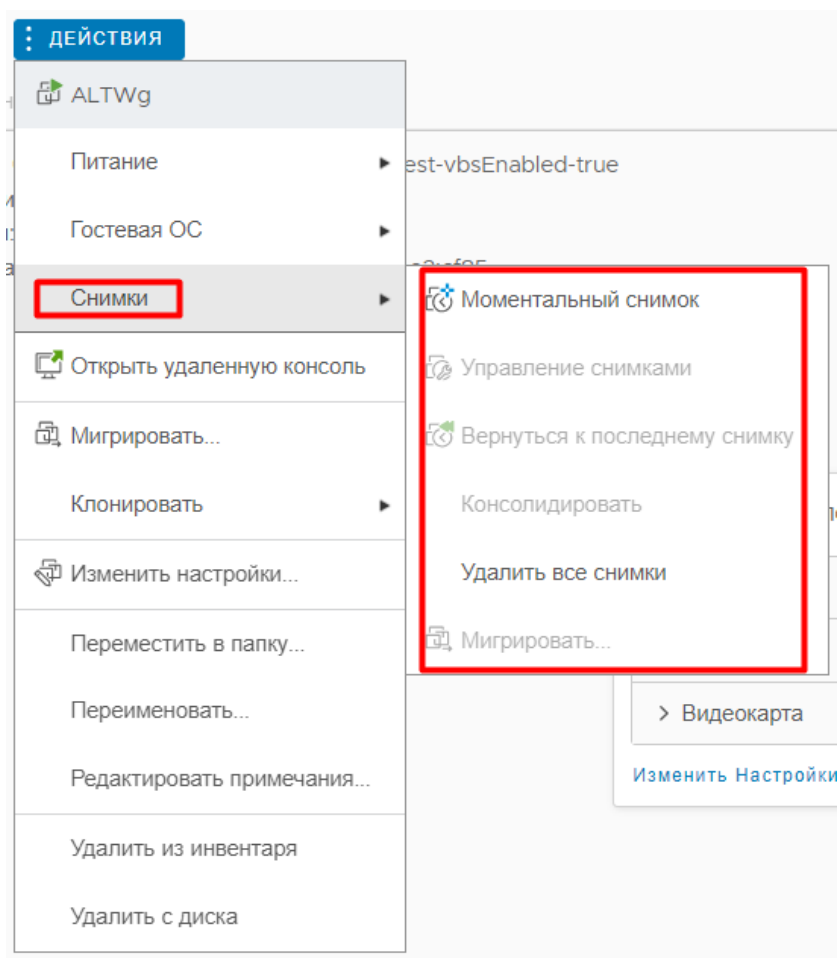 ДЕЙСТВИЯ
ALTWg
Питание
est-vbsEnabled-true
Гостевая ОС
Снимки
Моментальный снимок
Открыть удаленную консоль
Управление снимками
Мигрировать...
Вернуться к последнему снимку
Клонировать
Консолидировать
Изменить настройки...
Удалить все снимки
Переместить в папку...
Мигрировать...
Переименовать...
Видеокарта
Редактировать примечания...
Изменить Настройки
Удалить из инвентаря
Удалить с диска